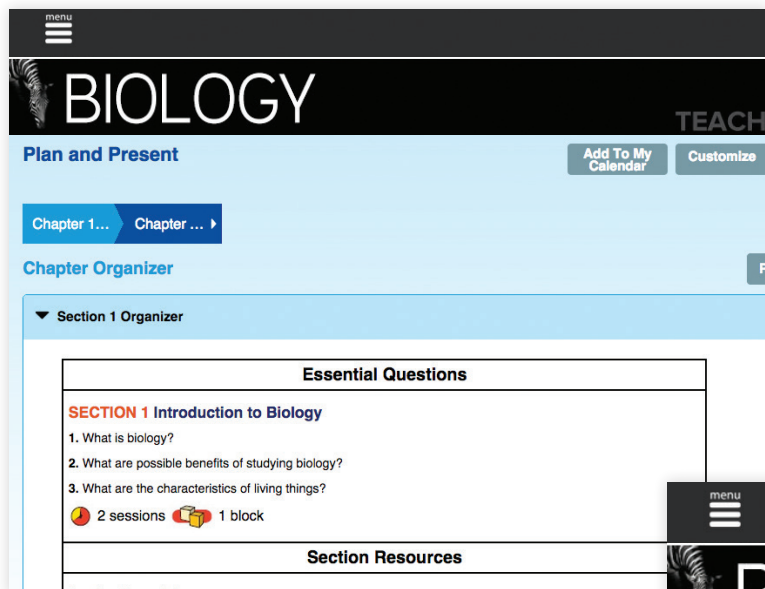 menu
BIOLOGY
TEACH
Plan and Present
Add To My
Calendar
Customize
Chapter 1...
Chapter ...
Chapter Organizer
Section 1 Organizer
Essential Questions
SECTION 1 Introduction to Biology
1. What is biology?
2. What are possible benefits of studying biology?
3. What are the characteristics of living things?
2 sessions 1 block
menu
Section Resources